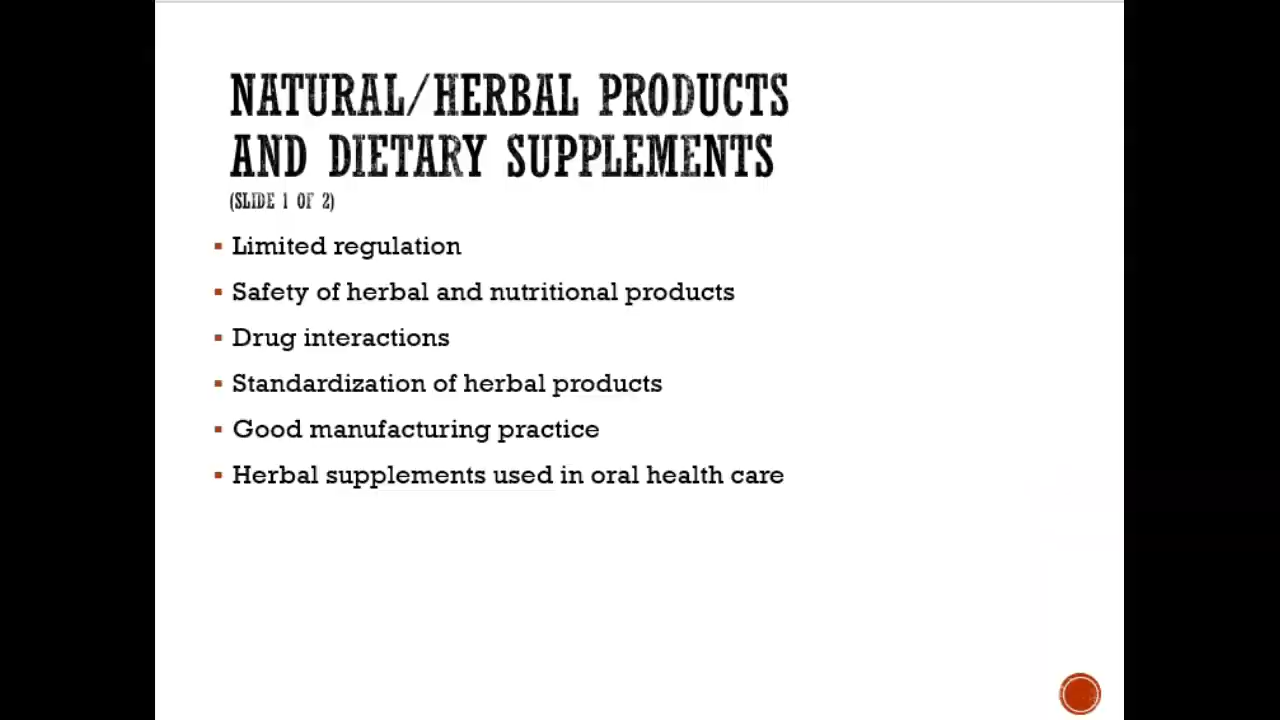 NATURAL/HERBAL PRODUCTS
AND DIETARY SUPPLEMENTS
(SLIDE 1 OF 2)
▪ Limited regulation
▪ Safety of herbal and nutritional products
▪ Drug interactions
▪ Standardization of herbal products
▪ Good manufacturing practice
▪ Herbal supplements used in oral health care